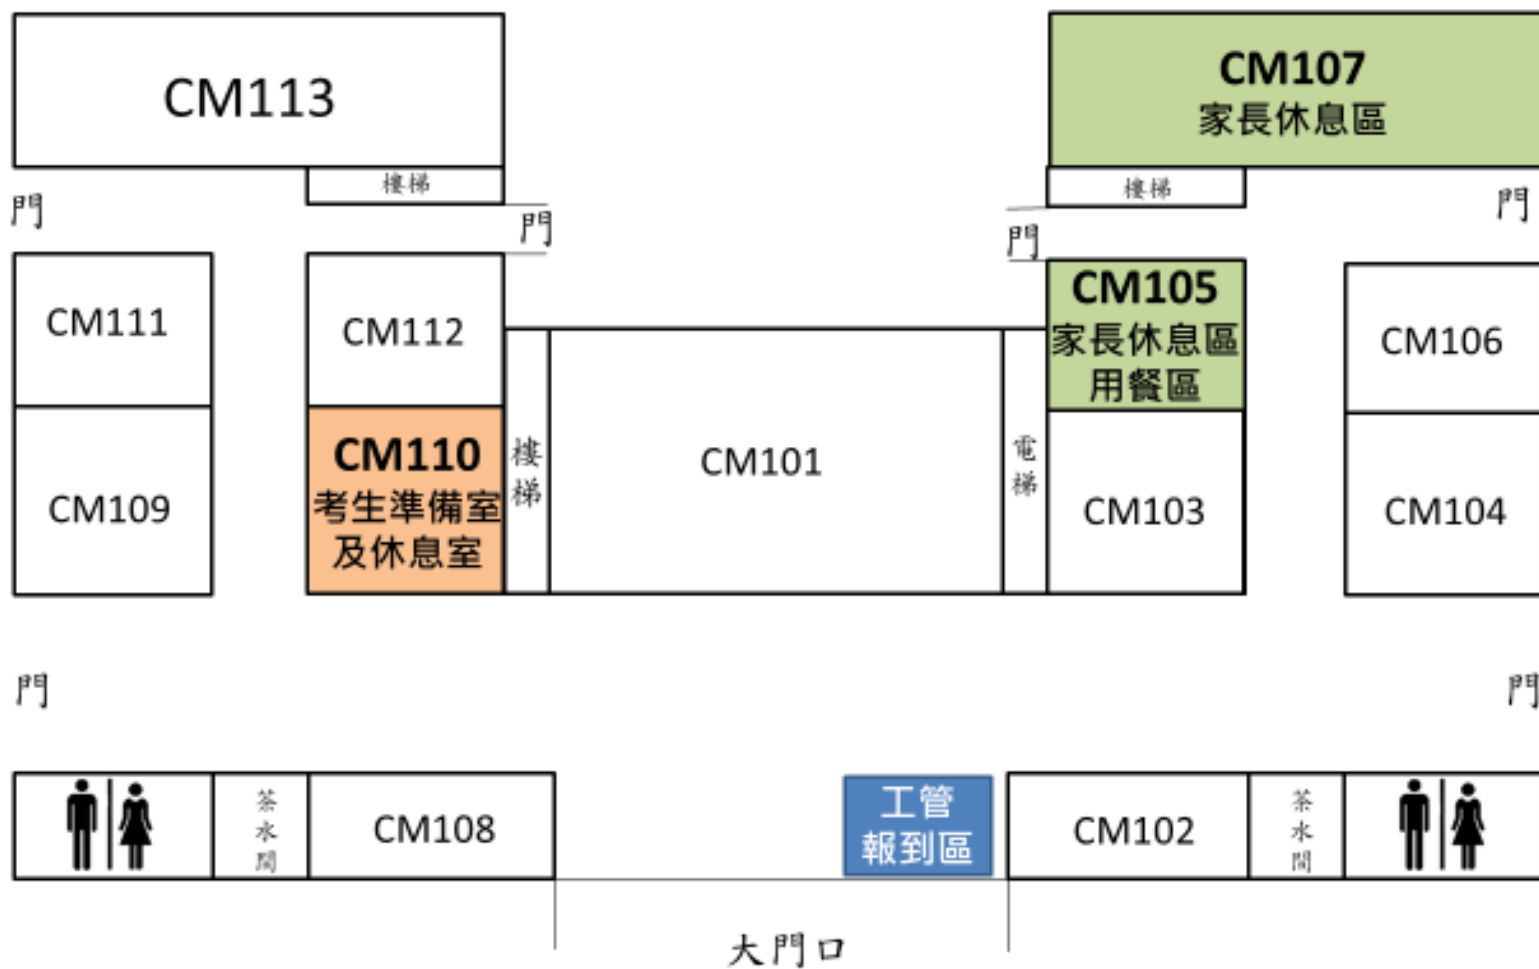 CM113
CM107
家長休息區
樓梯
樓梯
門
門
門
門
CM111
CM112
CM105
家長休息區
用餐區
CM106
CM109
CM110
考生準備室
及休息室
樓梯
CM101
電梯
CM103
CM104
門
門
茶水間
CM108
工管
報到區
CM102
茶水間
大門口